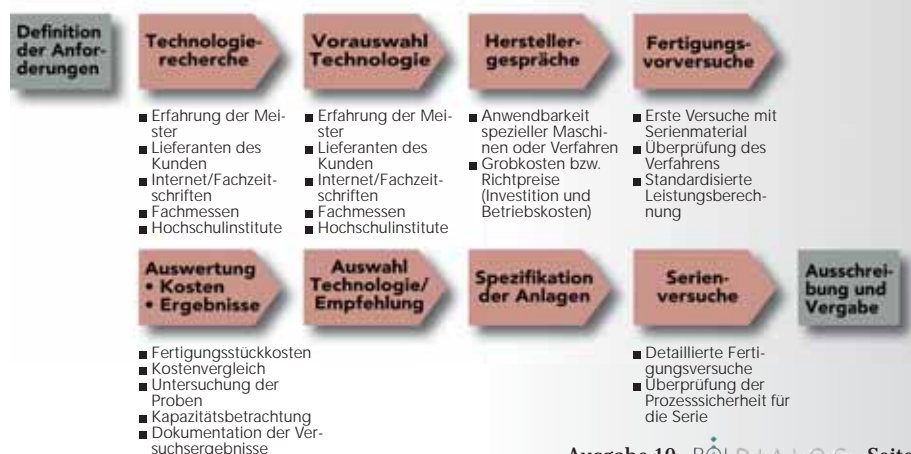 Definition
der Anfor-
derungen
Technologie-
recherche
Vorauswahl
Technologie
Hersteller-
gespräche
Fertigungs-
vorversuche
■ Erfahrung der Mei-
ster
■ Lieferanten des
Kunden
■ Internet/Fachzeit-
schriften
■ Fachmessen
■ Hochschulinstitute
■ Erfahrung der Mei-
ster
■ Lieferanten des
Kunden
■ Internet/Fachzeit-
schriften
■ Fachmessen
■ Hochschulinstitute
■ Anwendbarkeit
spezieller Maschi-
nen oder Verfahren
■ Grobkosten bzw.
Richtpreise
(Investition und
Betriebskosten)
■ Erste Versuche mit
Serienmaterial
■ Überprüfung des
Verfahrens
■ Standardisierte
Leistungsberech-
nung
Auswertung
• Kosten
• Ergebnisse
Auswahl
Technologie/
Empfehlung
Spezifikation
der Anlagen
Serien-
versuche
Ausschrei-
bung und
Vergabe
■ Fertigungsstückkosten
■ Kostenvergleich
■ Untersuchung der
Proben
■ Kapazitätsbetrachtung
■ Dokumentation der Ver-
suchsergebnisse
■ Detaillierte Ferti-
gungsversuche
■ Überprüfung der
Prozesssicherheit für
die Serie
Ausgabe 10 DIALOG Seite